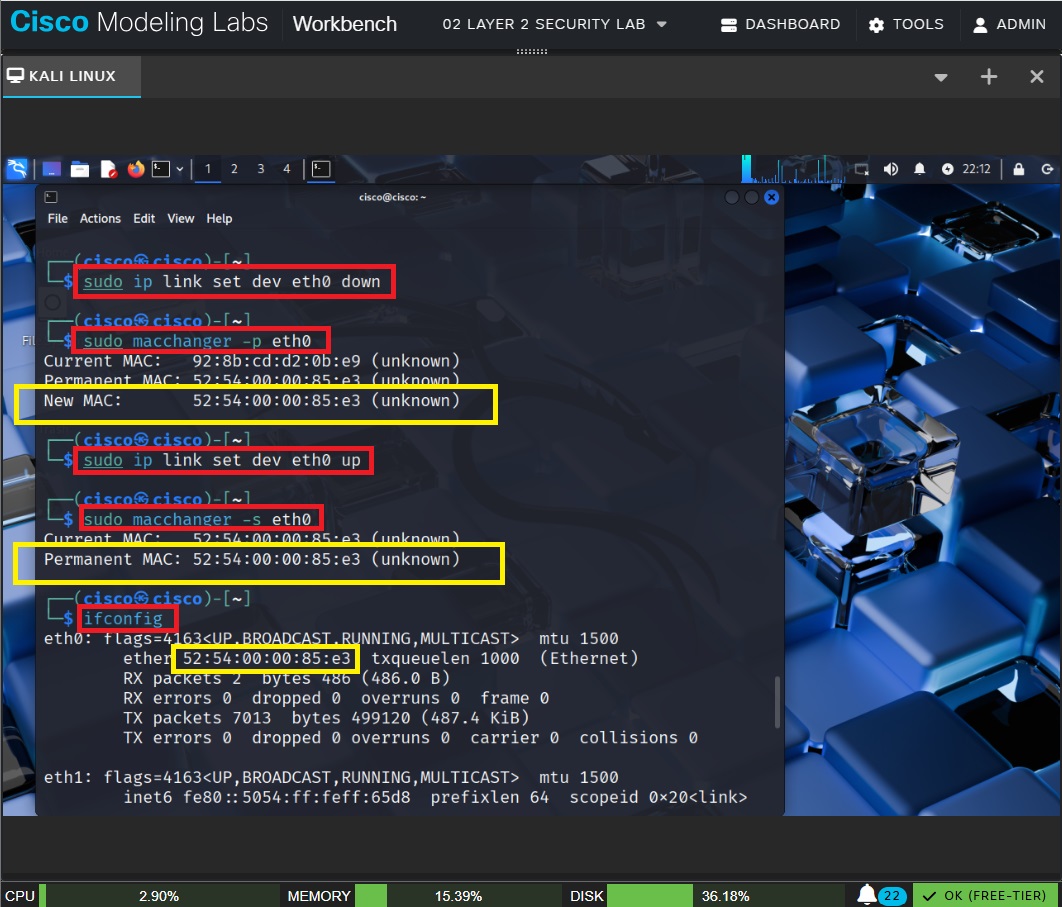 Cisco Modeling Labs Workbench 02 LAYER 2 SECURITY LAB DASHBOARD TOOLS ADMIN
KALI LINUX
1 2 3 4 22:12
cisco@cisco: ~
File Actions Edit View Help
(cisco㉿cisco)-[~]
$ sudo ip link set dev eth0 down
(cisco㉿cisco)-[~]
$ sudo macchanger -p eth0
Current MAC:   92:8b:cd:d2:0b:e9 (unknown)
Permanent MAC: 52:54:00:00:85:e3 (unknown)
New MAC:       52:54:00:00:85:e3 (unknown)
(cisco㉿cisco)-[~]
$ sudo ip link set dev eth0 up
(cisco㉿cisco)-[~]
$ sudo macchanger -s eth0
Current MAC:   52:54:00:00:85:e3 (unknown)
Permanent MAC: 52:54:00:00:85:e3 (unknown)
(cisco㉿cisco)-[~]
$ ifconfig
eth0: flags=4163<UP,BROADCAST,RUNNING,MULTICAST>  mtu 1500
ether 52:54:00:00:85:e3  txqueuelen 1000  (Ethernet)
RX packets 2  bytes 486 (486.0 B)
RX errors 0  dropped 0  overruns 0  frame 0
TX packets 7013  bytes 499120 (487.4 KiB)
TX errors 0  dropped 0 overruns 0  carrier 0  collisions 0
eth1: flags=4163<UP,BROADCAST,RUNNING,MULTICAST>  mtu 1500
inet6 fe80::5054:ff:feff:65d8  prefixlen 64  scopeid 0×20<link>
CPU 2.90% MEMORY 15.39% DISK 36.18% 22 OK (FREE-TIER)